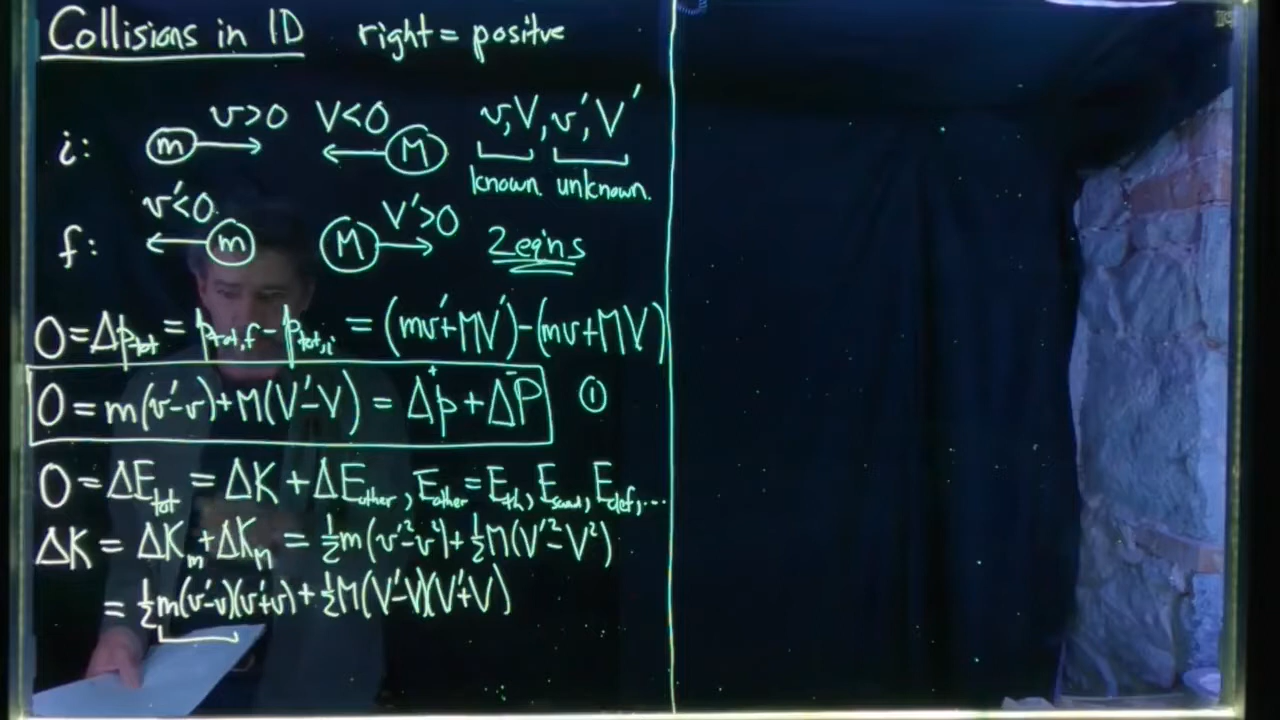 Collisions in 1D right = positive
i: m v>0 V<0 M v, V, v', V'
known. unknown.
f: v'<0 m M V'>0 2 eqns
0 = Δp_tot = p_tot,f - p_tot,i = (mv'+MV')-(mv+MV)
0 = m(v'-v)+M(V'-V) = Δp + ΔP ①
+ -
0 = ΔE_tot = ΔK + ΔE_other, E_other = E_th, E_sound, E_def, ...
ΔK = ΔK_m + ΔK_M = ½m(v'²-v²)+½M(V'²-V²)
= ½m(v'-v)(v'+v)+½M(V'-V)(V'+V)